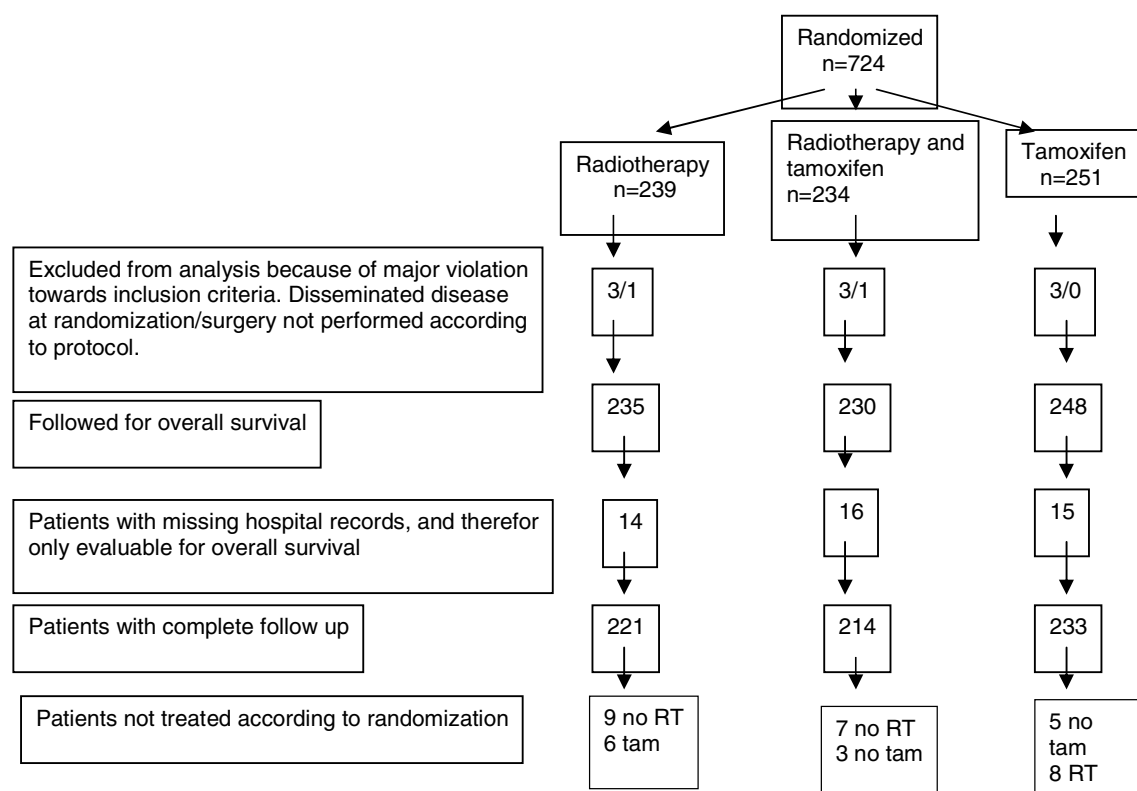 Randomized
n=724
Radiotherapy
n=239
Radiotherapy and
tamoxifen
n=234
Tamoxifen
n=251
Excluded from analysis because of major violation
towards inclusion criteria. Disseminated disease
at randomization/surgery not performed according
to protocol.
3/1
3/1
3/0
Followed for overall survival
235
230
248
Patients with missing hospital records, and therefor
only evaluable for overall survival
14
16
15
Patients with complete follow up
221
214
233
Patients not treated according to randomization
9 no RT
6 tam
7 no RT
3 no tam
5 no
tam
8 RT